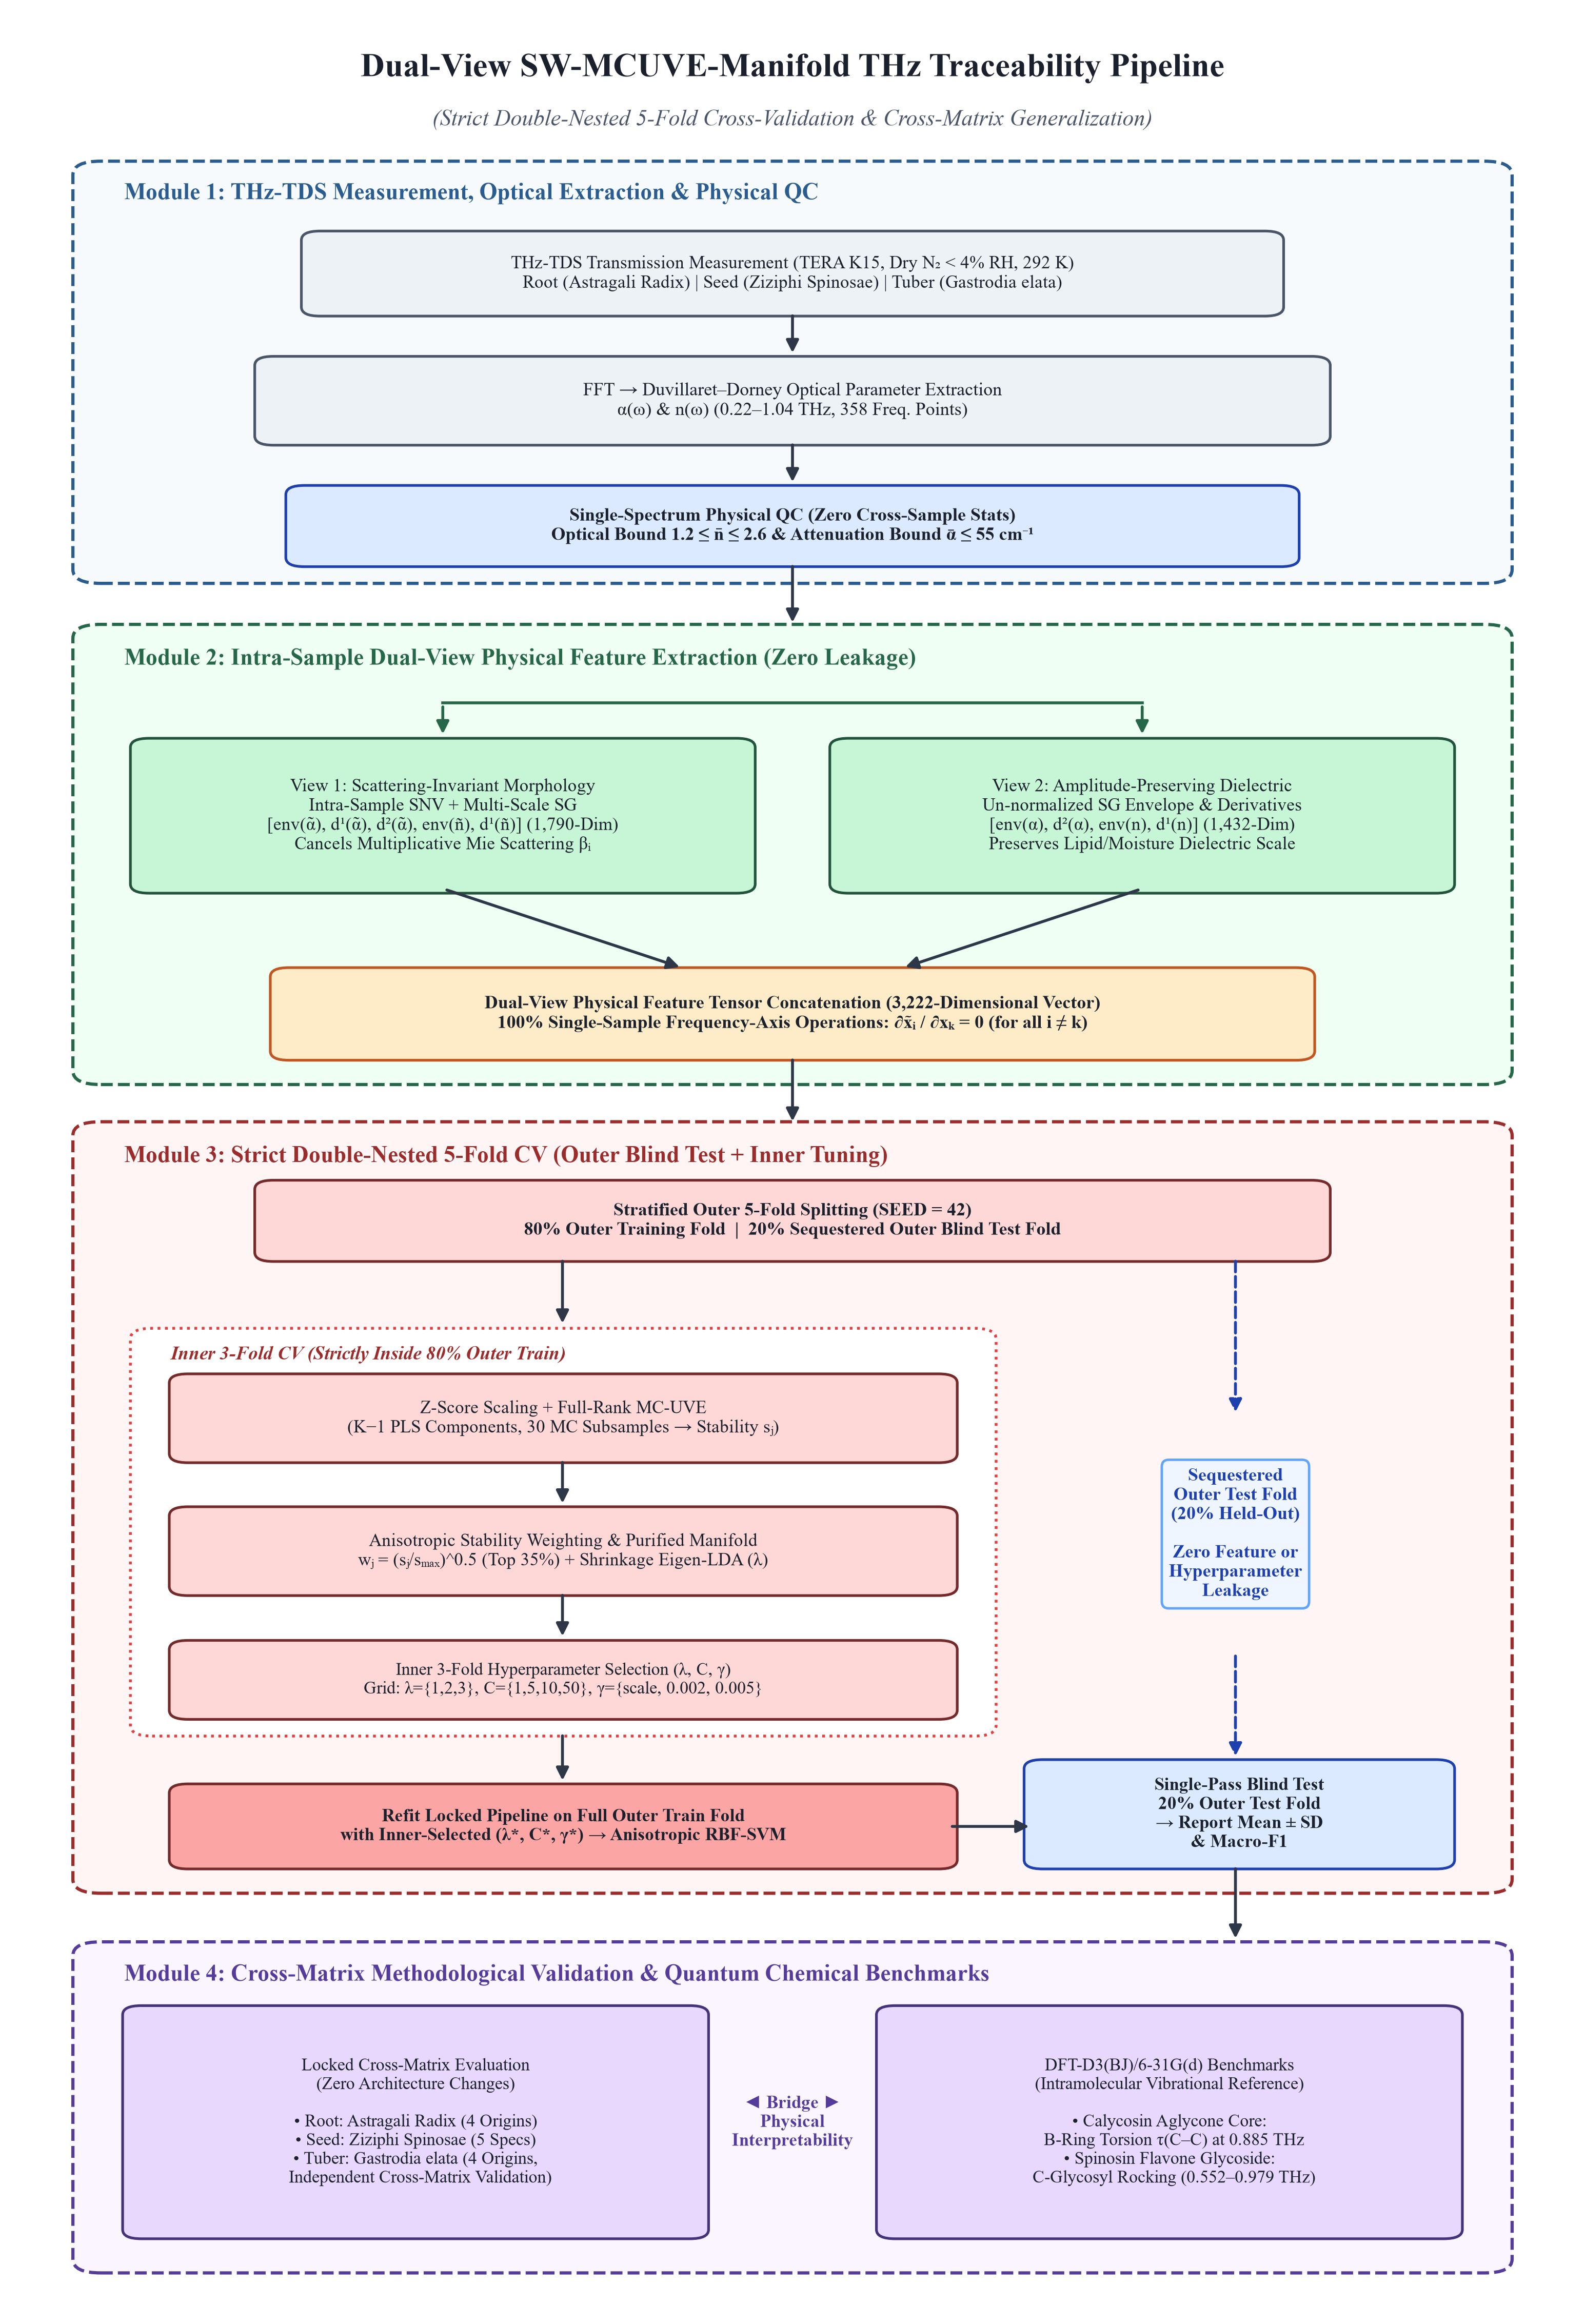 Dual-View SW-MCUVE-Manifold THz Traceability Pipeline
(Strict Double-Nested 5-Fold Cross-Validation & Cross-Matrix Generalization)
Module 1: THz-TDS Measurement, Optical Extraction & Physical QC
THz-TDS Transmission Measurement (TERA K15, Dry N₂ < 4% RH, 292 K)
Root (Astragali Radix) | Seed (Ziziphi Spinosae) | Tuber (Gastrodia elata)
FFT → Duvillaret–Dorney Optical Parameter Extraction
α(ω) & n(ω) (0.22–1.04 THz, 358 Freq. Points)
Single-Spectrum Physical QC (Zero Cross-Sample Stats)
Optical Bound 1.2 ≤ n̄ ≤ 2.6 & Attenuation Bound ᾱ ≤ 55 cm⁻¹
Module 2: Intra-Sample Dual-View Physical Feature Extraction (Zero Leakage)
View 1: Scattering-Invariant Morphology
Intra-Sample SNV + Multi-Scale SG
[env(α̃), d¹(α̃), d²(α̃), env(ñ), d¹(ñ)] (1,790-Dim)
Cancels Multiplicative Mie Scattering βᵢ
View 2: Amplitude-Preserving Dielectric
Un-normalized SG Envelope & Derivatives
[env(α), d²(α), env(n), d¹(n)] (1,432-Dim)
Preserves Lipid/Moisture Dielectric Scale
Dual-View Physical Feature Tensor Concatenation (3,222-Dimensional Vector)
100% Single-Sample Frequency-Axis Operations: ∂x̃ᵢ / ∂xₖ = 0 (for all i ≠ k)
Module 3: Strict Double-Nested 5-Fold CV (Outer Blind Test + Inner Tuning)
Stratified Outer 5-Fold Splitting (SEED = 42)
80% Outer Training Fold | 20% Sequestered Outer Blind Test Fold
Inner 3-Fold CV (Strictly Inside 80% Outer Train)
Z-Score Scaling + Full-Rank MC-UVE
(K−1 PLS Components, 30 MC Subsamples → Stability sⱼ)
Anisotropic Stability Weighting & Purified Manifold
wⱼ = (sⱼ/sₘₐₓ)^0.5 (Top 35%) + Shrinkage Eigen-LDA (λ)
Inner 3-Fold Hyperparameter Selection (λ, C, γ)
Grid: λ={1,2,3}, C={1,5,10,50}, γ={scale, 0.002, 0.005}
Sequestered
Outer Test Fold
(20% Held-Out)
Zero Feature or
Hyperparameter
Leakage
Refit Locked Pipeline on Full Outer Train Fold
with Inner-Selected (λ*, C*, γ*) → Anisotropic RBF-SVM
Single-Pass Blind Test
20% Outer Test Fold
→ Report Mean ± SD
& Macro-F1
Module 4: Cross-Matrix Methodological Validation & Quantum Chemical Benchmarks
Locked Cross-Matrix Evaluation
(Zero Architecture Changes)
• Root: Astragali Radix (4 Origins)
• Seed: Ziziphi Spinosae (5 Specs)
• Tuber: Gastrodia elata (4 Origins,
Independent Cross-Matrix Validation)
◄ Bridge ►
Physical
Interpretability
DFT-D3(BJ)/6-31G(d) Benchmarks
(Intramolecular Vibrational Reference)
• Calycosin Aglycone Core:
B-Ring Torsion τ(C–C) at 0.885 THz
• Spinosin Flavone Glycoside:
C-Glycosyl Rocking (0.552–0.979 THz)